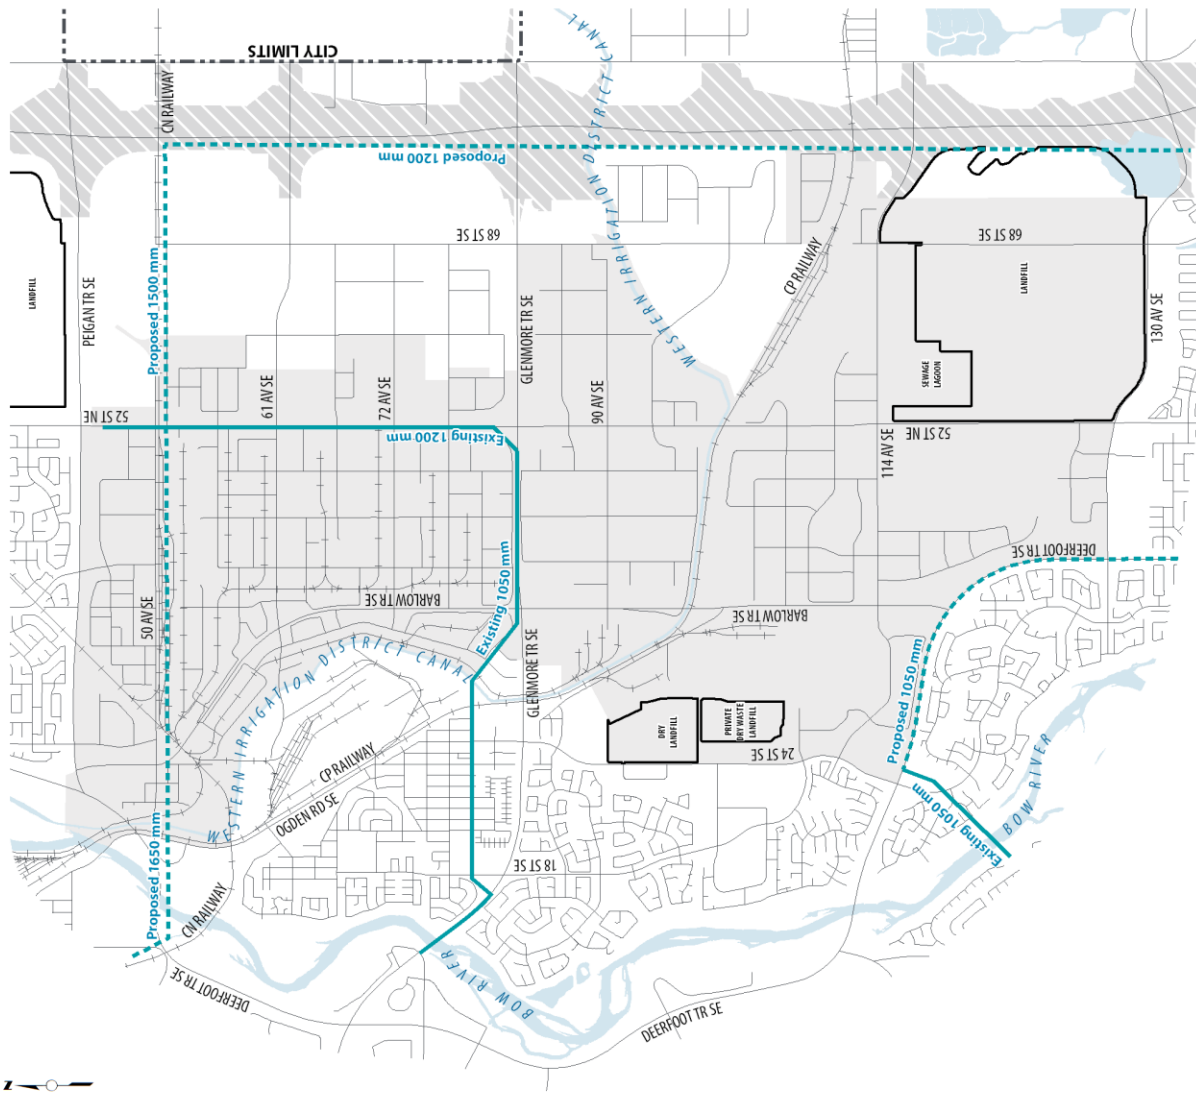 CITY LIMITS
WESTERN IRRIGATION DISTRICT CANAL
CN RAILWAY
Proposed 1200 mm
68 ST SE
68 ST SE
LANDFILL
PEIGAN TR SE
Proposed 1500 mm
GLENMORE TR SE
CP RAILWAY
LANDFILL
130 AV SE
SEWAGE
LAGOON
61 AV SE
72 AV SE
90 AV SE
52 ST NE
Existing 1200 mm
114 AV SE
52 ST NE
DEERFOOT TR SE
50 AV SE
BARLOW TR SE
Existing 1050 mm
BARLOW TR SE
WESTERN IRRIGATION DISTRICT CANAL
GLENMORE TR SE
Proposed 1050 mm
DRY
LANDFILL
PRIVATE
DRY WASTE
LANDFILL
24 ST SE
CP RAILWAY
OGDEN RD SE
BOW RIVER
Existing 1050 mm
Proposed 1650 mm
18 ST SE
CN RAILWAY
BOW RIVER
DEERFOOT TR SE
DEERFOOT TR SE
Z